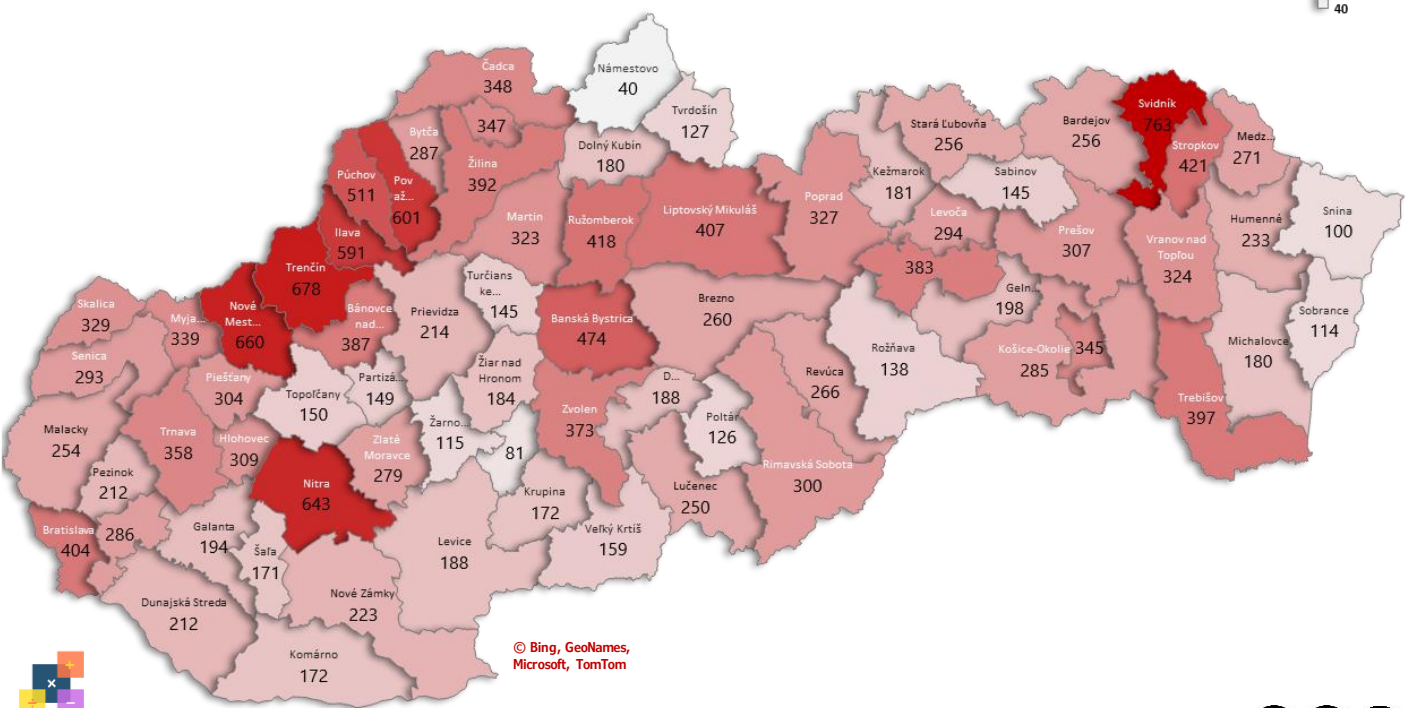 40
Čadca
348
Námestovo
40
Tvrdošín
127
347
Bytča
287
Dolný Kubín
180
Žilina
392
Púchov
511
Pov
až...
601
Ilava
591
Martin
323
Ružomberok
418
Liptovský Mikuláš
407
Poprad
327
Kežmarok
181
Stará Ľubovňa
256
Sabinov
145
Bardejov
256
Svidník
763
Stropkov
421
Medz...
271
Levoča
294
Prešov
307
Vranov nad
Topľou
324
Humenné
233
Snina
100
Trenčín
678
Nové
Mest...
660
Bánovce
nad...
387
Prievidza
214
Turčians
ke...
145
Banská Bystrica
474
Brezno
260
383
Geln...
198
Sobrance
114
Michalovce
180
Skalica
329
Myja...
339
Senica
293
Piešťany
304
Topoľčany
150
Partizá...
149
Žiar nad
Hronom
184
Zvolen
373
D...
188
Poltár
126
Revúca
266
Rožňava
138
Košice-Okolie
285
345
Trebišov
397
Malacky
254
Trnava
358
Hlohovec
309
Zlaté
Moravce
279
Žarno...
115
81
Pezinok
212
Nitra
643
Krupina
172
Lučenec
250
Rimavská Sobota
300
Bratislava
404
286
Galanta
194
Šaľa
171
Levice
188
Veľký Krtíš
159
Dunajská Streda
212
Nové Zámky
223
Komárno
172
© Bing, GeoNames,
Microsoft, TomTom